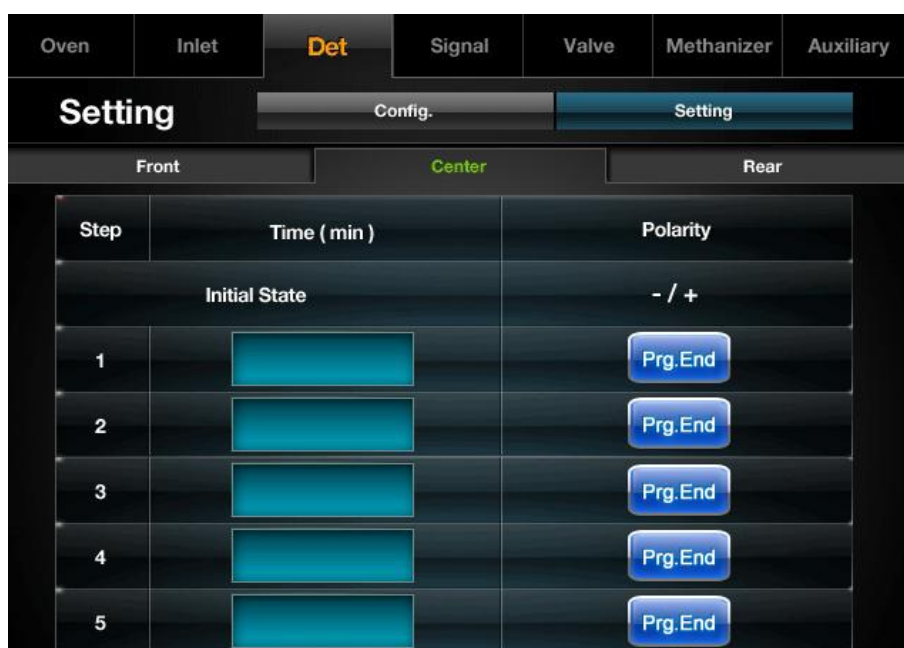 Oven Inlet Det Signal Valve Methanizer Auxiliary
Setting Config. Setting
Front Center Rear
Step Time ( min ) Polarity
Initial State - / +
1 Prg.End
2 Prg.End
3 Prg.End
4 Prg.End
5 Prg.End